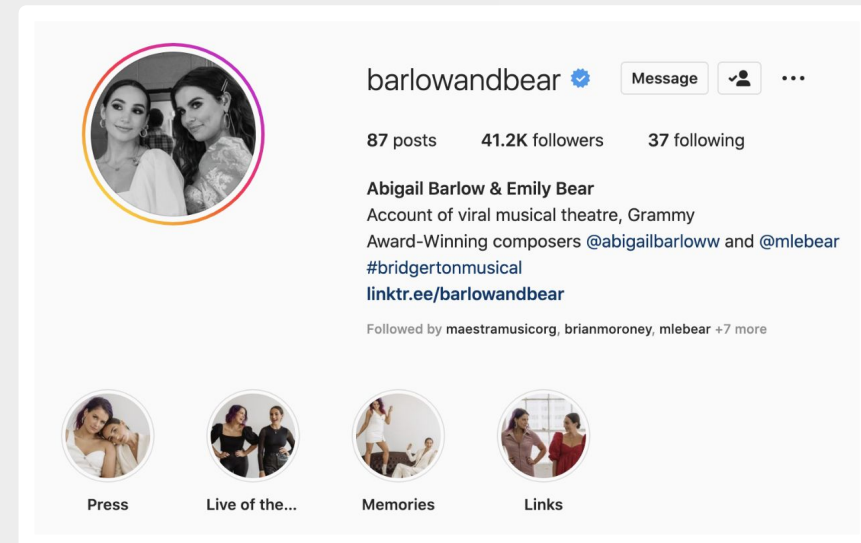 barlowandbear Message
87 posts 41.2K followers 37 following
Abigail Barlow & Emily Bear
Account of viral musical theatre, Grammy
Award-Winning composers @abigailbarloww and @mlebear
#bridgertonmusical
linktr.ee/barlowandbear
Followed by maestramusicorg, brianmoroney, mlebear +7 more
Press Live of the... Memories Links